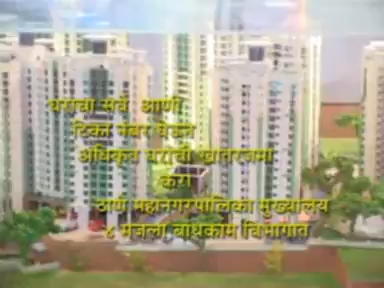 घराचा सर्वे आणी
टिका नंबर घेऊन
अधिकृत घराची खातरजमा
करा
ठाणे महानगरपालिका मुख्यालय
४ मजला बांधकाम विभागात